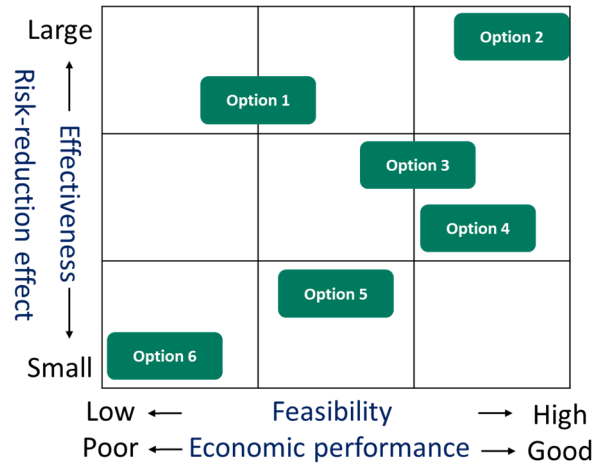 Large
Option 2
Option 1
Risk-reduction effect
Effectiveness
Option 3
Option 4
Option 5
Option 6
Small
Low Feasibility High
Poor Economic performance Good